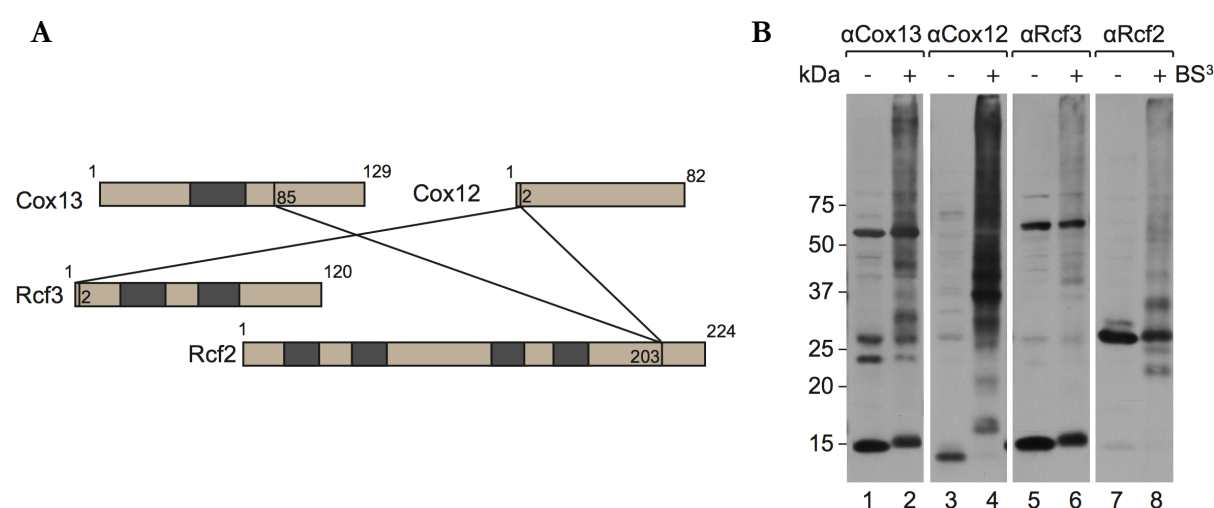 A
B
αCox13 αCox12 αRcf3 αRcf2
kDa - + - + - + - + BS³
1 129 1 82
Cox13 85 Cox12 2
75
50
1 120
Rcf3 2
37
1 224
Rcf2 203
25
20
15
1 2 3 4 5 6 7 8